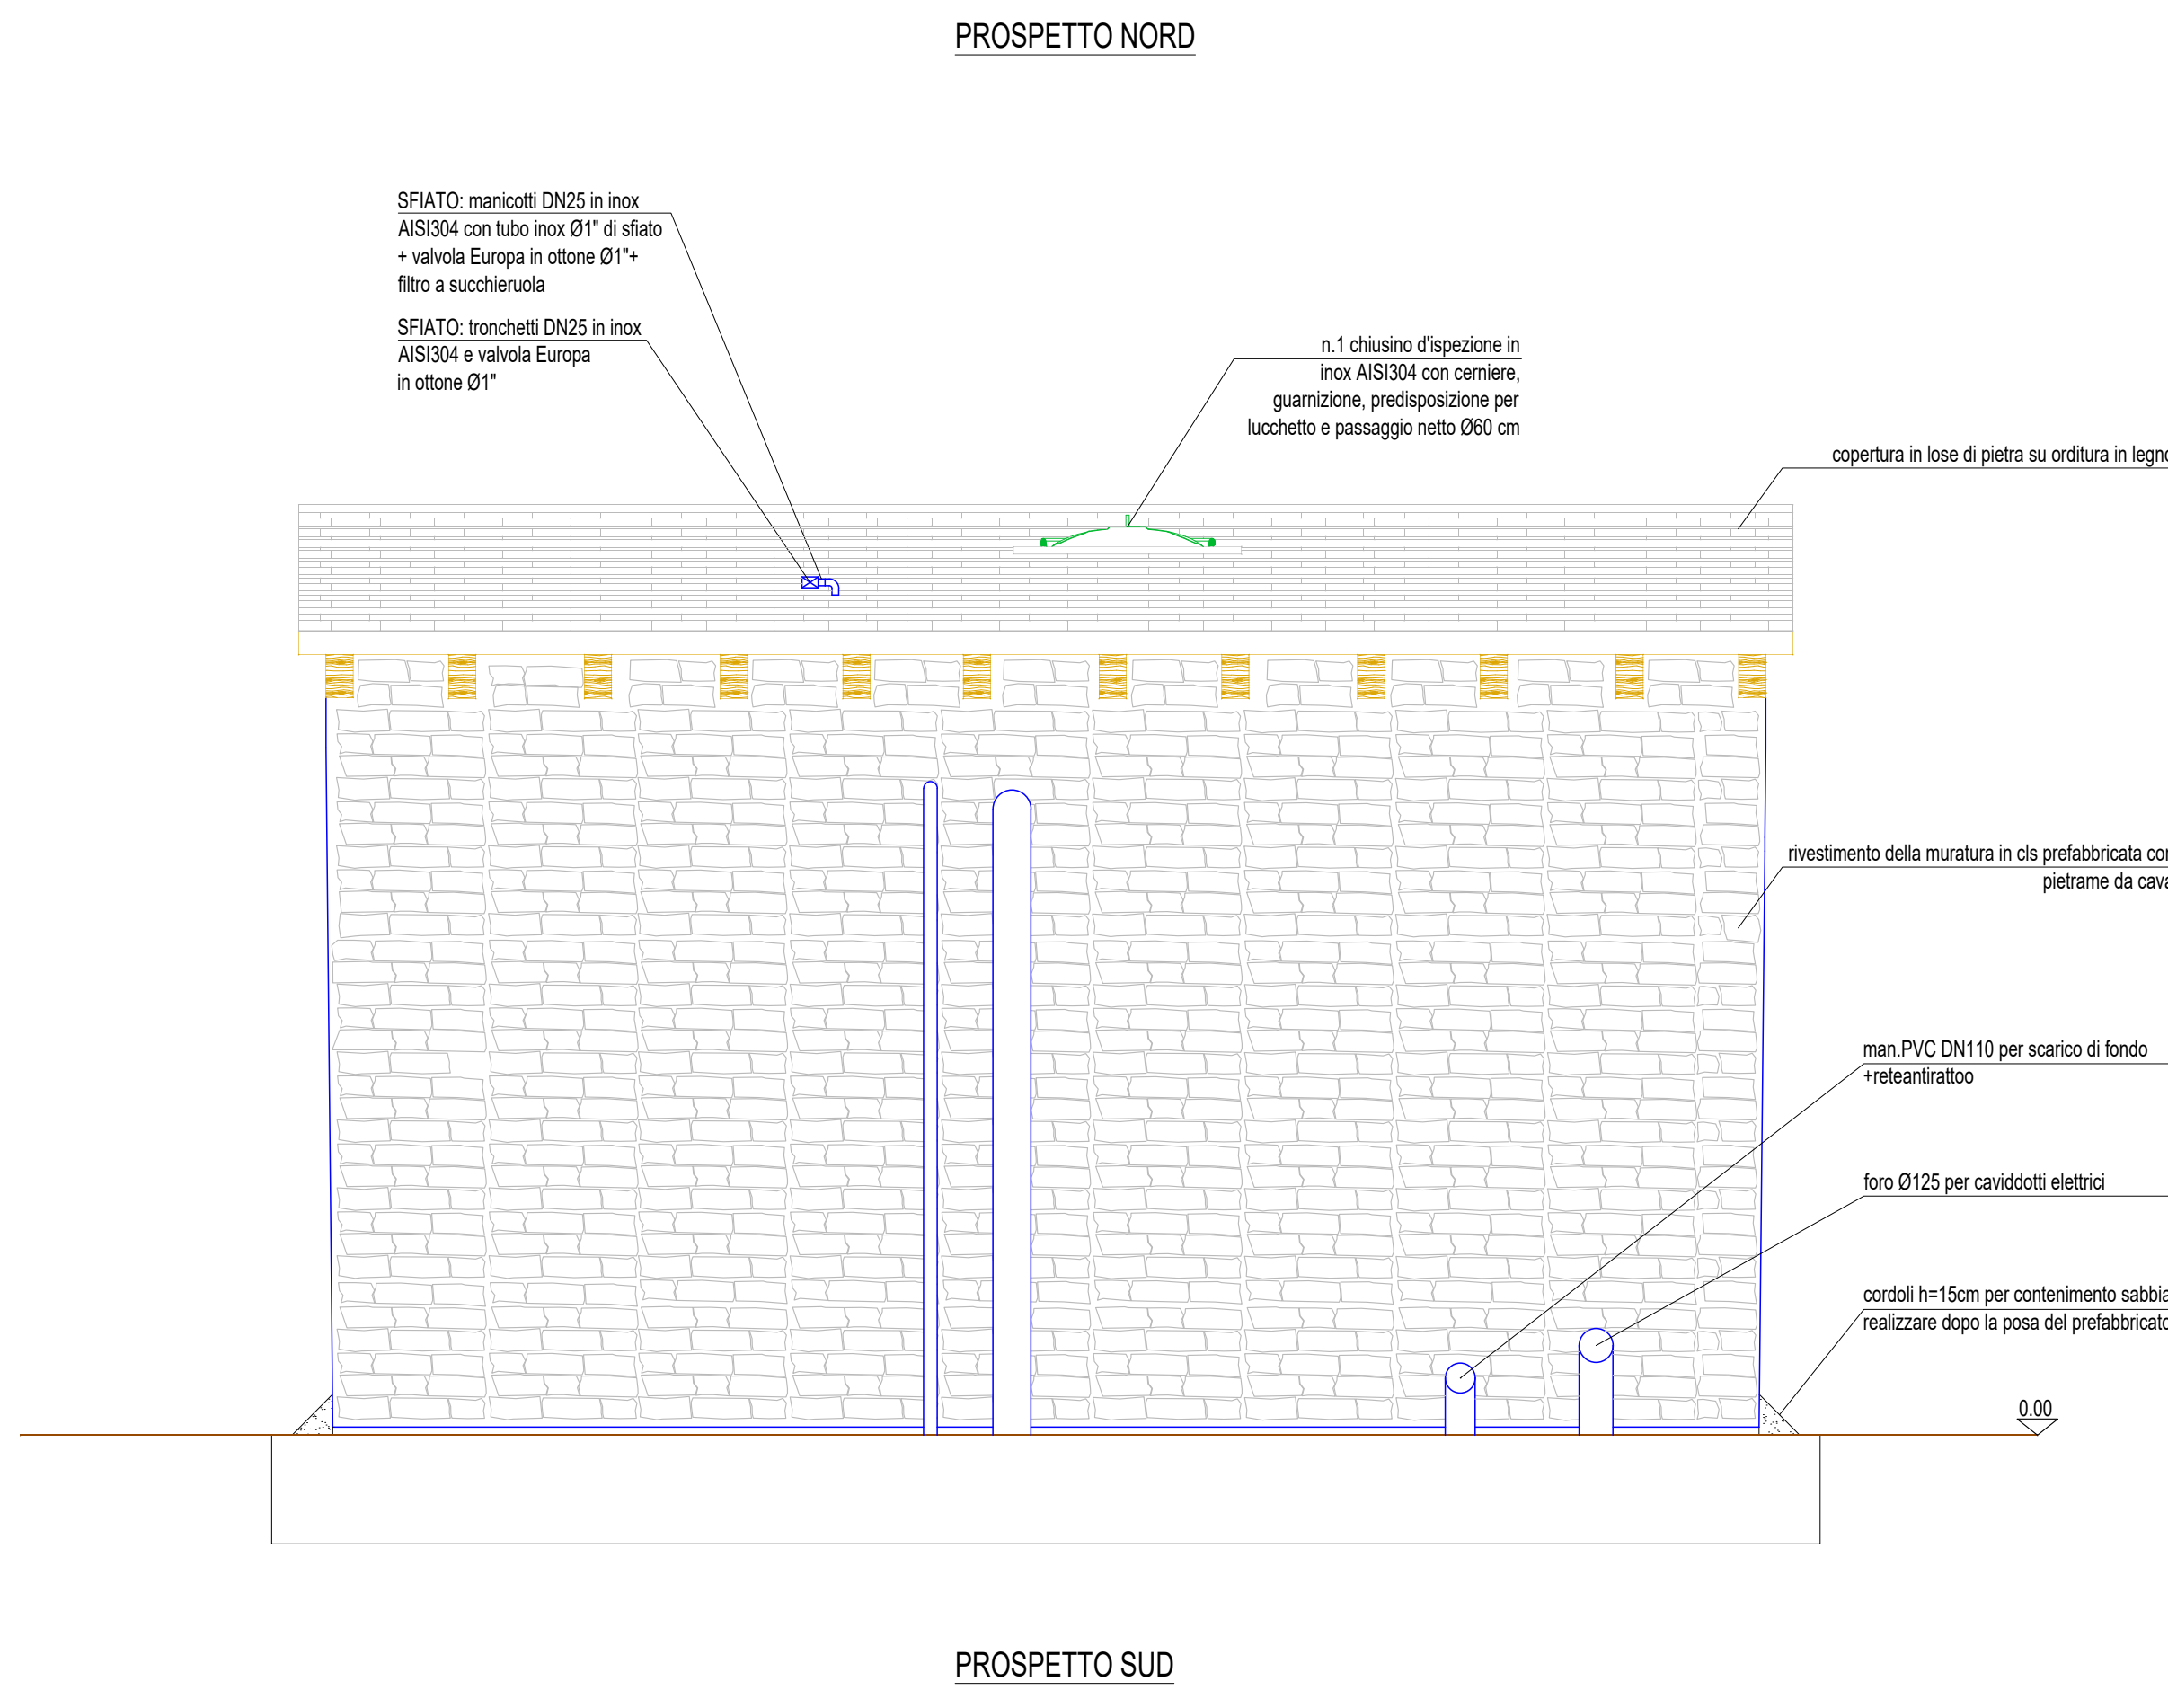 PROSPETTO NORD
SFIATO: manicotti DN25 in inox
AISI304 con tubo inox Ø1" di sfiato
+ valvola Europa in ottone Ø1"+
filtro a succhieruola
SFIATO: tronchetti DN25 in inox
AISI304 e valvola Europa
in ottone Ø1"
n.1 chiusino d'ispezione in
inox AISI304 con cerniere,
guarnizione, predisposizione per
lucchetto e passaggio netto Ø60 cm
copertura in lose di pietra su orditura in legno
rivestimento della muratura in cls prefabbricata con
pietrame da cava
man.PVC DN110 per scarico di fondo
+reteantirattoo
foro Ø125 per caviddotti elettrici
cordoli h=15cm per contenimento sabbia
realizzare dopo la posa del prefabbricato
0.00
PROSPETTO SUD